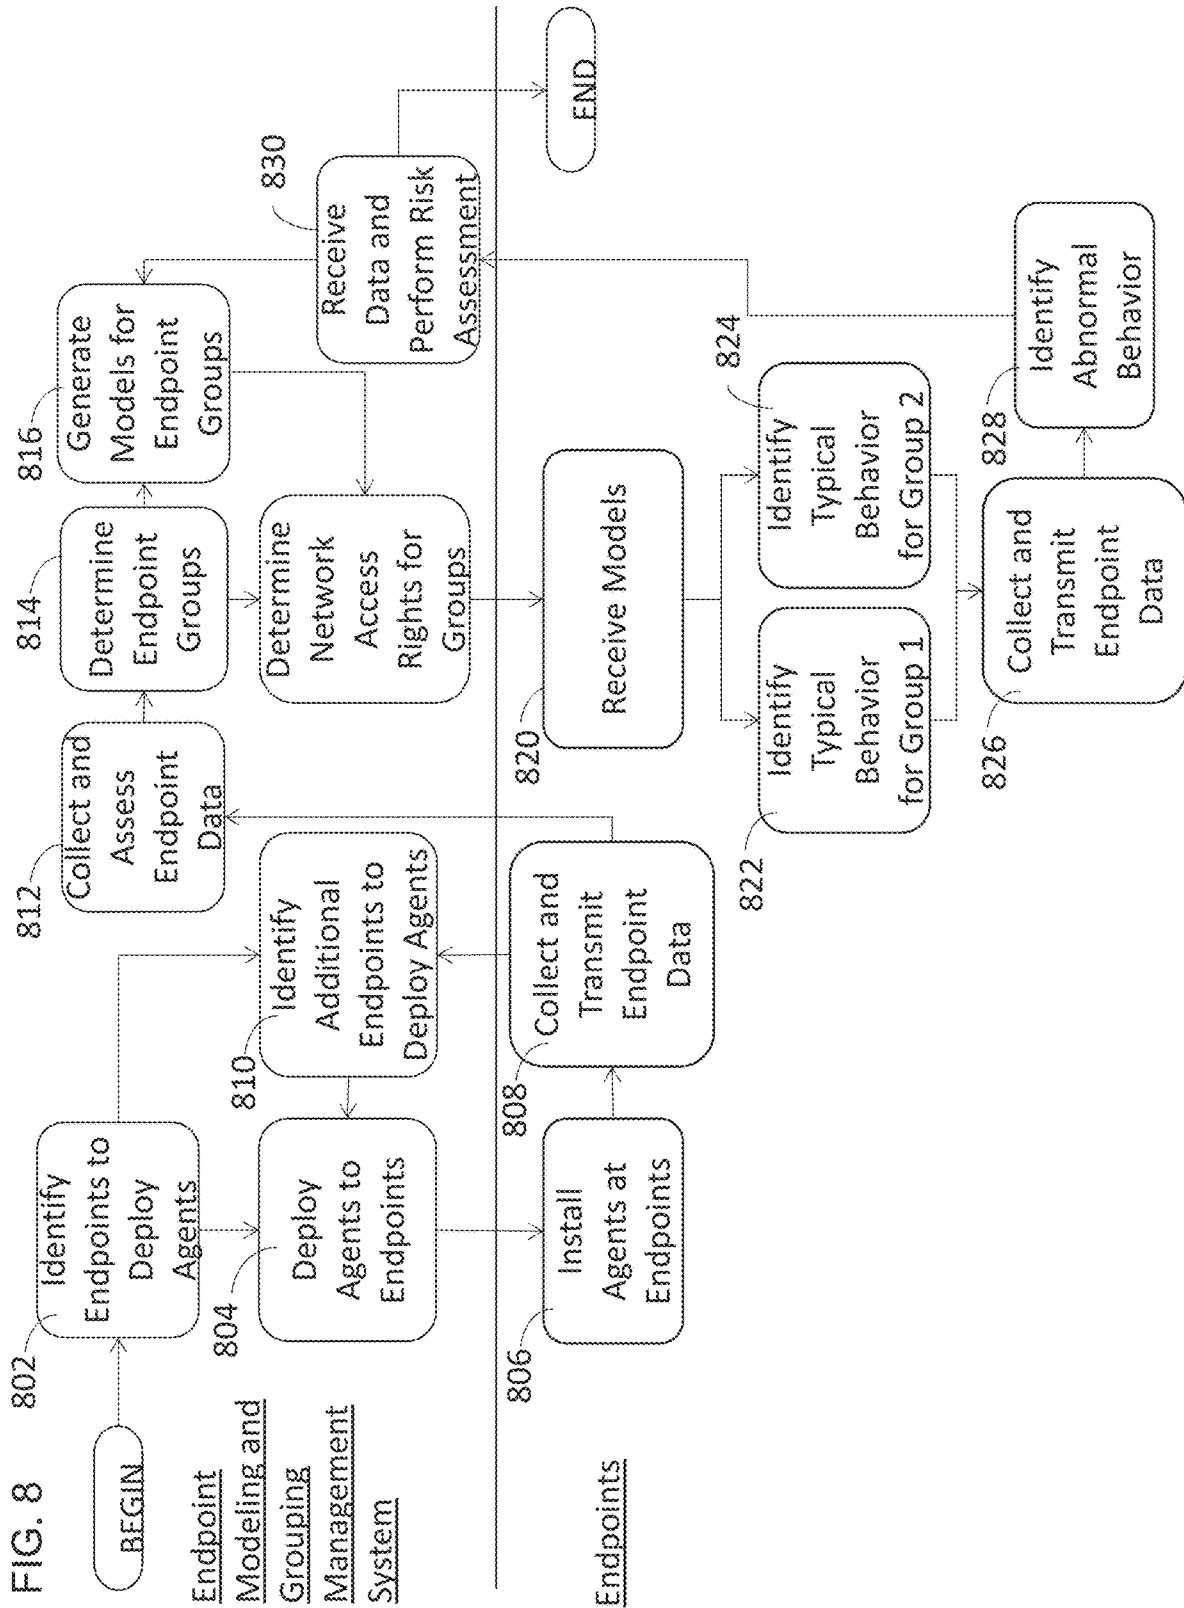 FIG. 8
BEGIN
802
Identify
Endpoints to
Deploy
Agents
804
Deploy
Agents to
Endpoints
810
Identify
Additional
Endpoints to
Deploy Agents
812
Collect and
Assess
Endpoint
Data
814
Determine
Endpoint
Groups
816
Generate
Models for
Endpoint
Groups
Determine
Network
Access
Rights for
Groups
830
Receive
Data and
Perform Risk
Assessment
Endpoint
Modeling and
Grouping
Management
System
END
Endpoints
806
Install
Agents at
Endpoints
808
Collect and
Transmit
Endpoint
Data
820
Receive Models
822
Identify
Typical
Behavior
for Group 1
824
Identify
Typical
Behavior
for Group 2
826
Collect and
Transmit
Endpoint
Data
828
Identify
Abnormal
Behavior